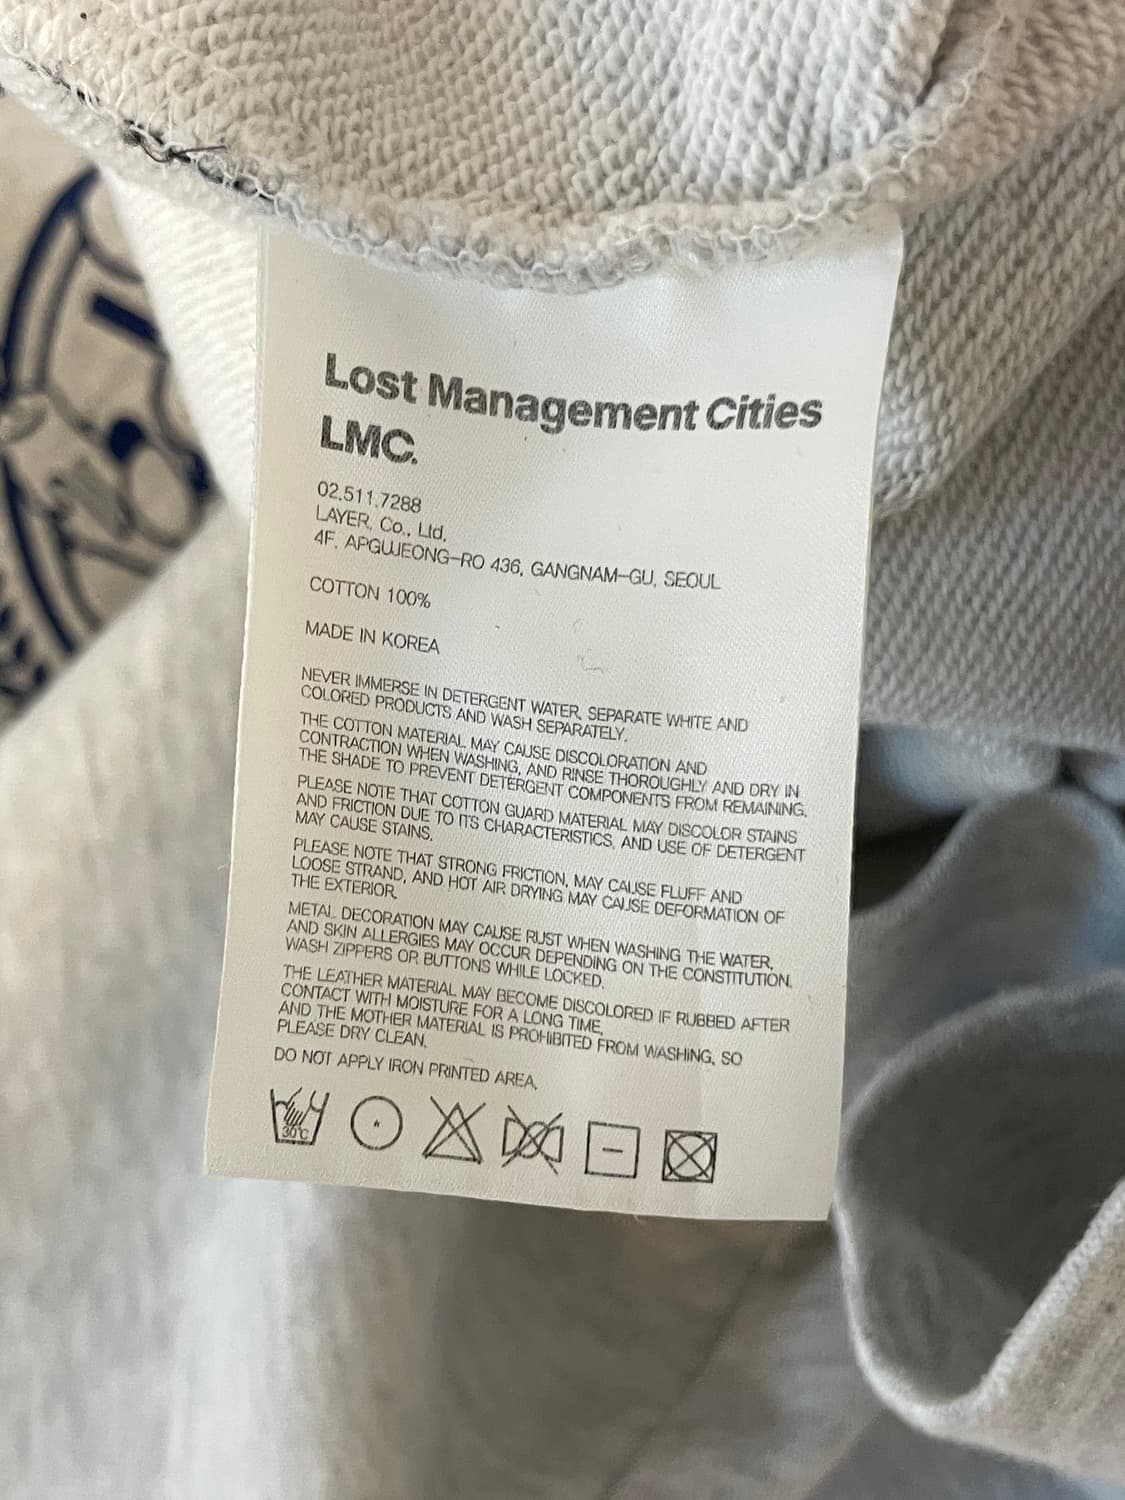 Lost Management Cities
LMC.
02.511.7288
LAYER, Co., Ltd,
4F, APGUJEONG-RO 436, GANGNAM-GU, SEOUL
COTTON 100%
MADE IN KOREA
NEVER IMMERSE IN DETERGENT WATER, SEPARATE WHITE AND
COLORED PRODUCTS AND WASH SEPARATELY.
THE COTTON MATERIAL MAY CAUSE DISCOLORATION AND
CONTRACTION WHEN WASHING, AND RINSE THOROUGHLY AND DRY IN
THE SHADE TO PREVENT DETERGENT COMPONENTS FROM REMAINING.
PLEASE NOTE THAT COTTON GUARD MATERIAL MAY DISCOLOR STAINS
AND FRICTION DUE TO ITS CHARACTERISTICS, AND USE OF DETERGENT
MAY CAUSE STAINS.
PLEASE NOTE THAT STRONG FRICTION, MAY CAUSE FLUFF AND
LOOSE STRAND, AND HOT AIR DRYING MAY CAUSE DEFORMATION OF
THE EXTERIOR.
METAL DECORATION MAY CAUSE RUST WHEN WASHING THE WATER,
AND SKIN ALLERGIES MAY OCCUR DEPENDING ON THE CONSTITUTION.
WASH ZIPPERS OR BUTTONS WHILE LOCKED.
THE LEATHER MATERIAL MAY BECOME DISCOLORED IF RUBBED AFTER
CONTACT WITH MOISTURE FOR A LONG TIME,
AND THE MOTHER MATERIAL IS PROHIBITED FROM WASHING, SO
PLEASE DRY CLEAN.
DO NOT APPLY IRON PRINTED AREA.
30°C